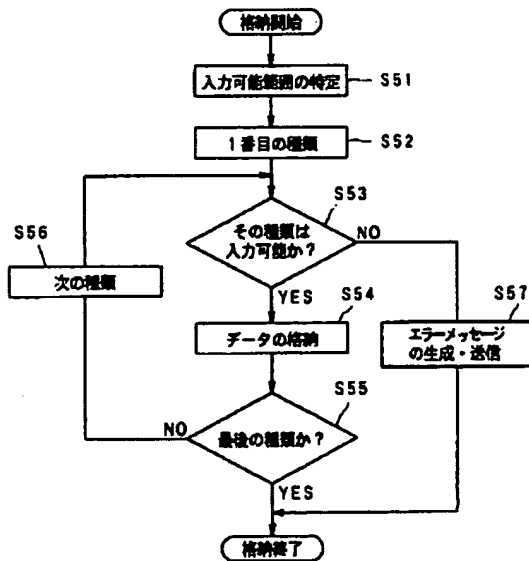 格納開始
入力可能範囲の特定
S51
1番目の種類
S52
S53
その種類は
入力可能か?
NO
S56
次の種類
YES
S54
データの格納
S57
エラーメッセージ
の生成・送信
S55
最後の種類か?
NO
YES
格納終了